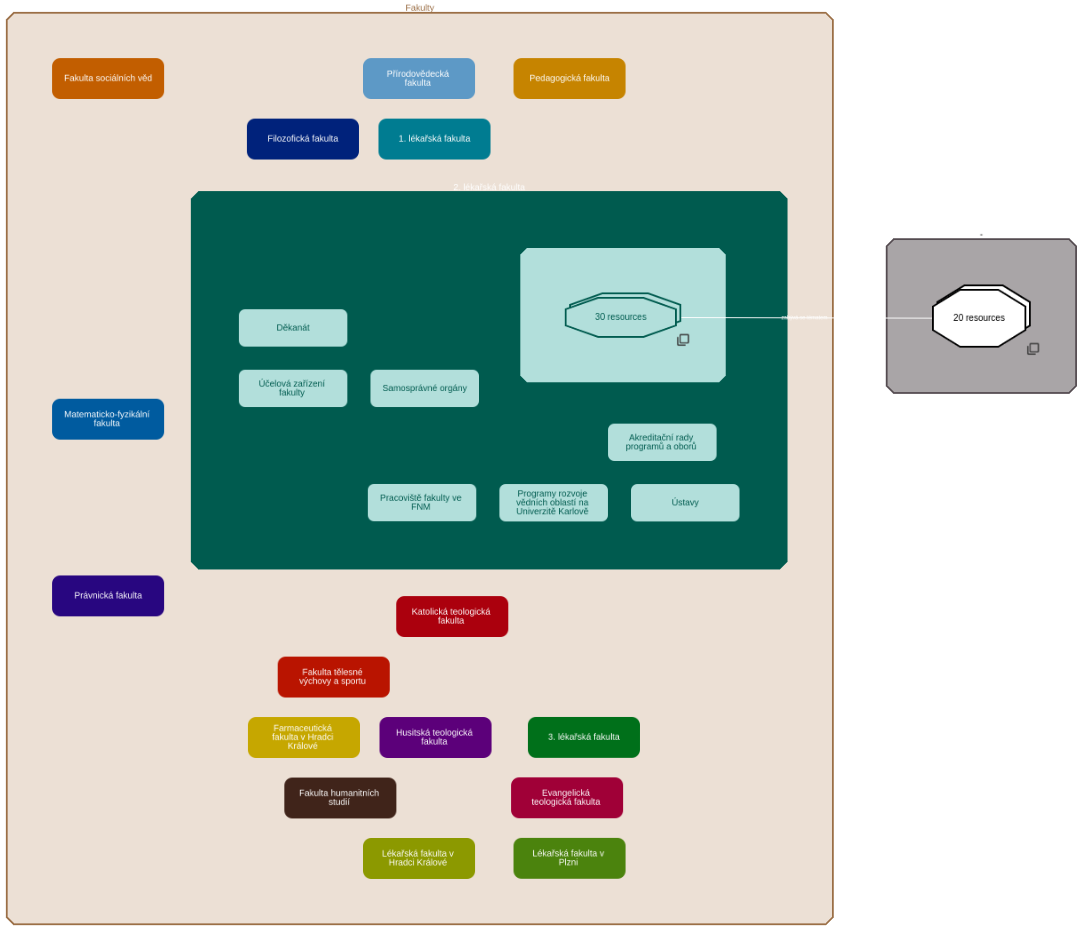 Fakulty
Fakulta sociálních věd
Přírodovědecká
fakulta
Pedagogická fakulta
Filozofická fakulta
1. lékařská fakulta
2. lékařská fakulta
-
30 resources
20 resources
Děkanát
Účelová zařízení
fakulty
Samosprávné orgány
Matematicko-fyzikální
fakulta
Akreditační rady
programů a oborů
Pracoviště fakulty ve
FNM
Programy rozvoje
vědních oblastí na
Univerzitě Karlově
Ústavy
Právnická fakulta
Katolická teologická
fakulta
Fakulta tělesné
výchovy a sportu
Farmaceutická
fakulta v Hradci
Králové
Husitská teologická
fakulta
3. lékařská fakulta
Fakulta humanitních
studií
Evangelická
teologická fakulta
Lékařská fakulta v
Hradci Králové
Lékařská fakulta v
Plzni